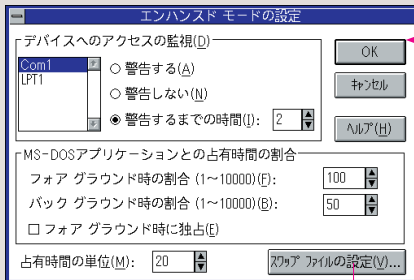 エンハンスド モードの設定
デバイスへのアクセスの監視(D)
Com1
LPT1
警告する(A)
警告しない(N)
警告するまでの時間(I): 2
OK
ｷｬﾝｾﾙ
ﾍﾙﾌﾟ(H)
MS-DOSアプリケーションとの占有時間の割合
フォア グラウンド時の割合 (1〜10000)(F): 100
バック グラウンド時の割合 (1〜10000)(B): 50
フォア グラウンド時に独占(E)
占有時間の単位(M): 20
ｽﾜｯﾌﾟ ﾌｧｲﾙの設定(V)...